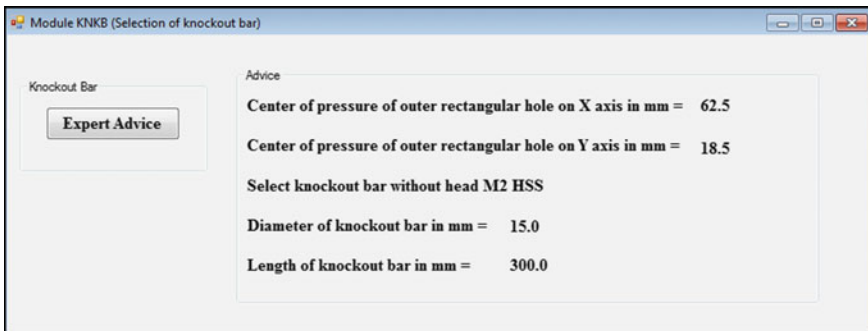 Module KNKB (Selection of knockout bar)
Knockout Bar
Expert Advice
Advice
Center of pressure of outer rectangular hole on X axis in mm = 62.5
Center of pressure of outer rectangular hole on Y axis in mm = 18.5
Select knockout bar without head M2 HSS
Diameter of knockout bar in mm = 15.0
Length of knockout bar in mm = 300.0